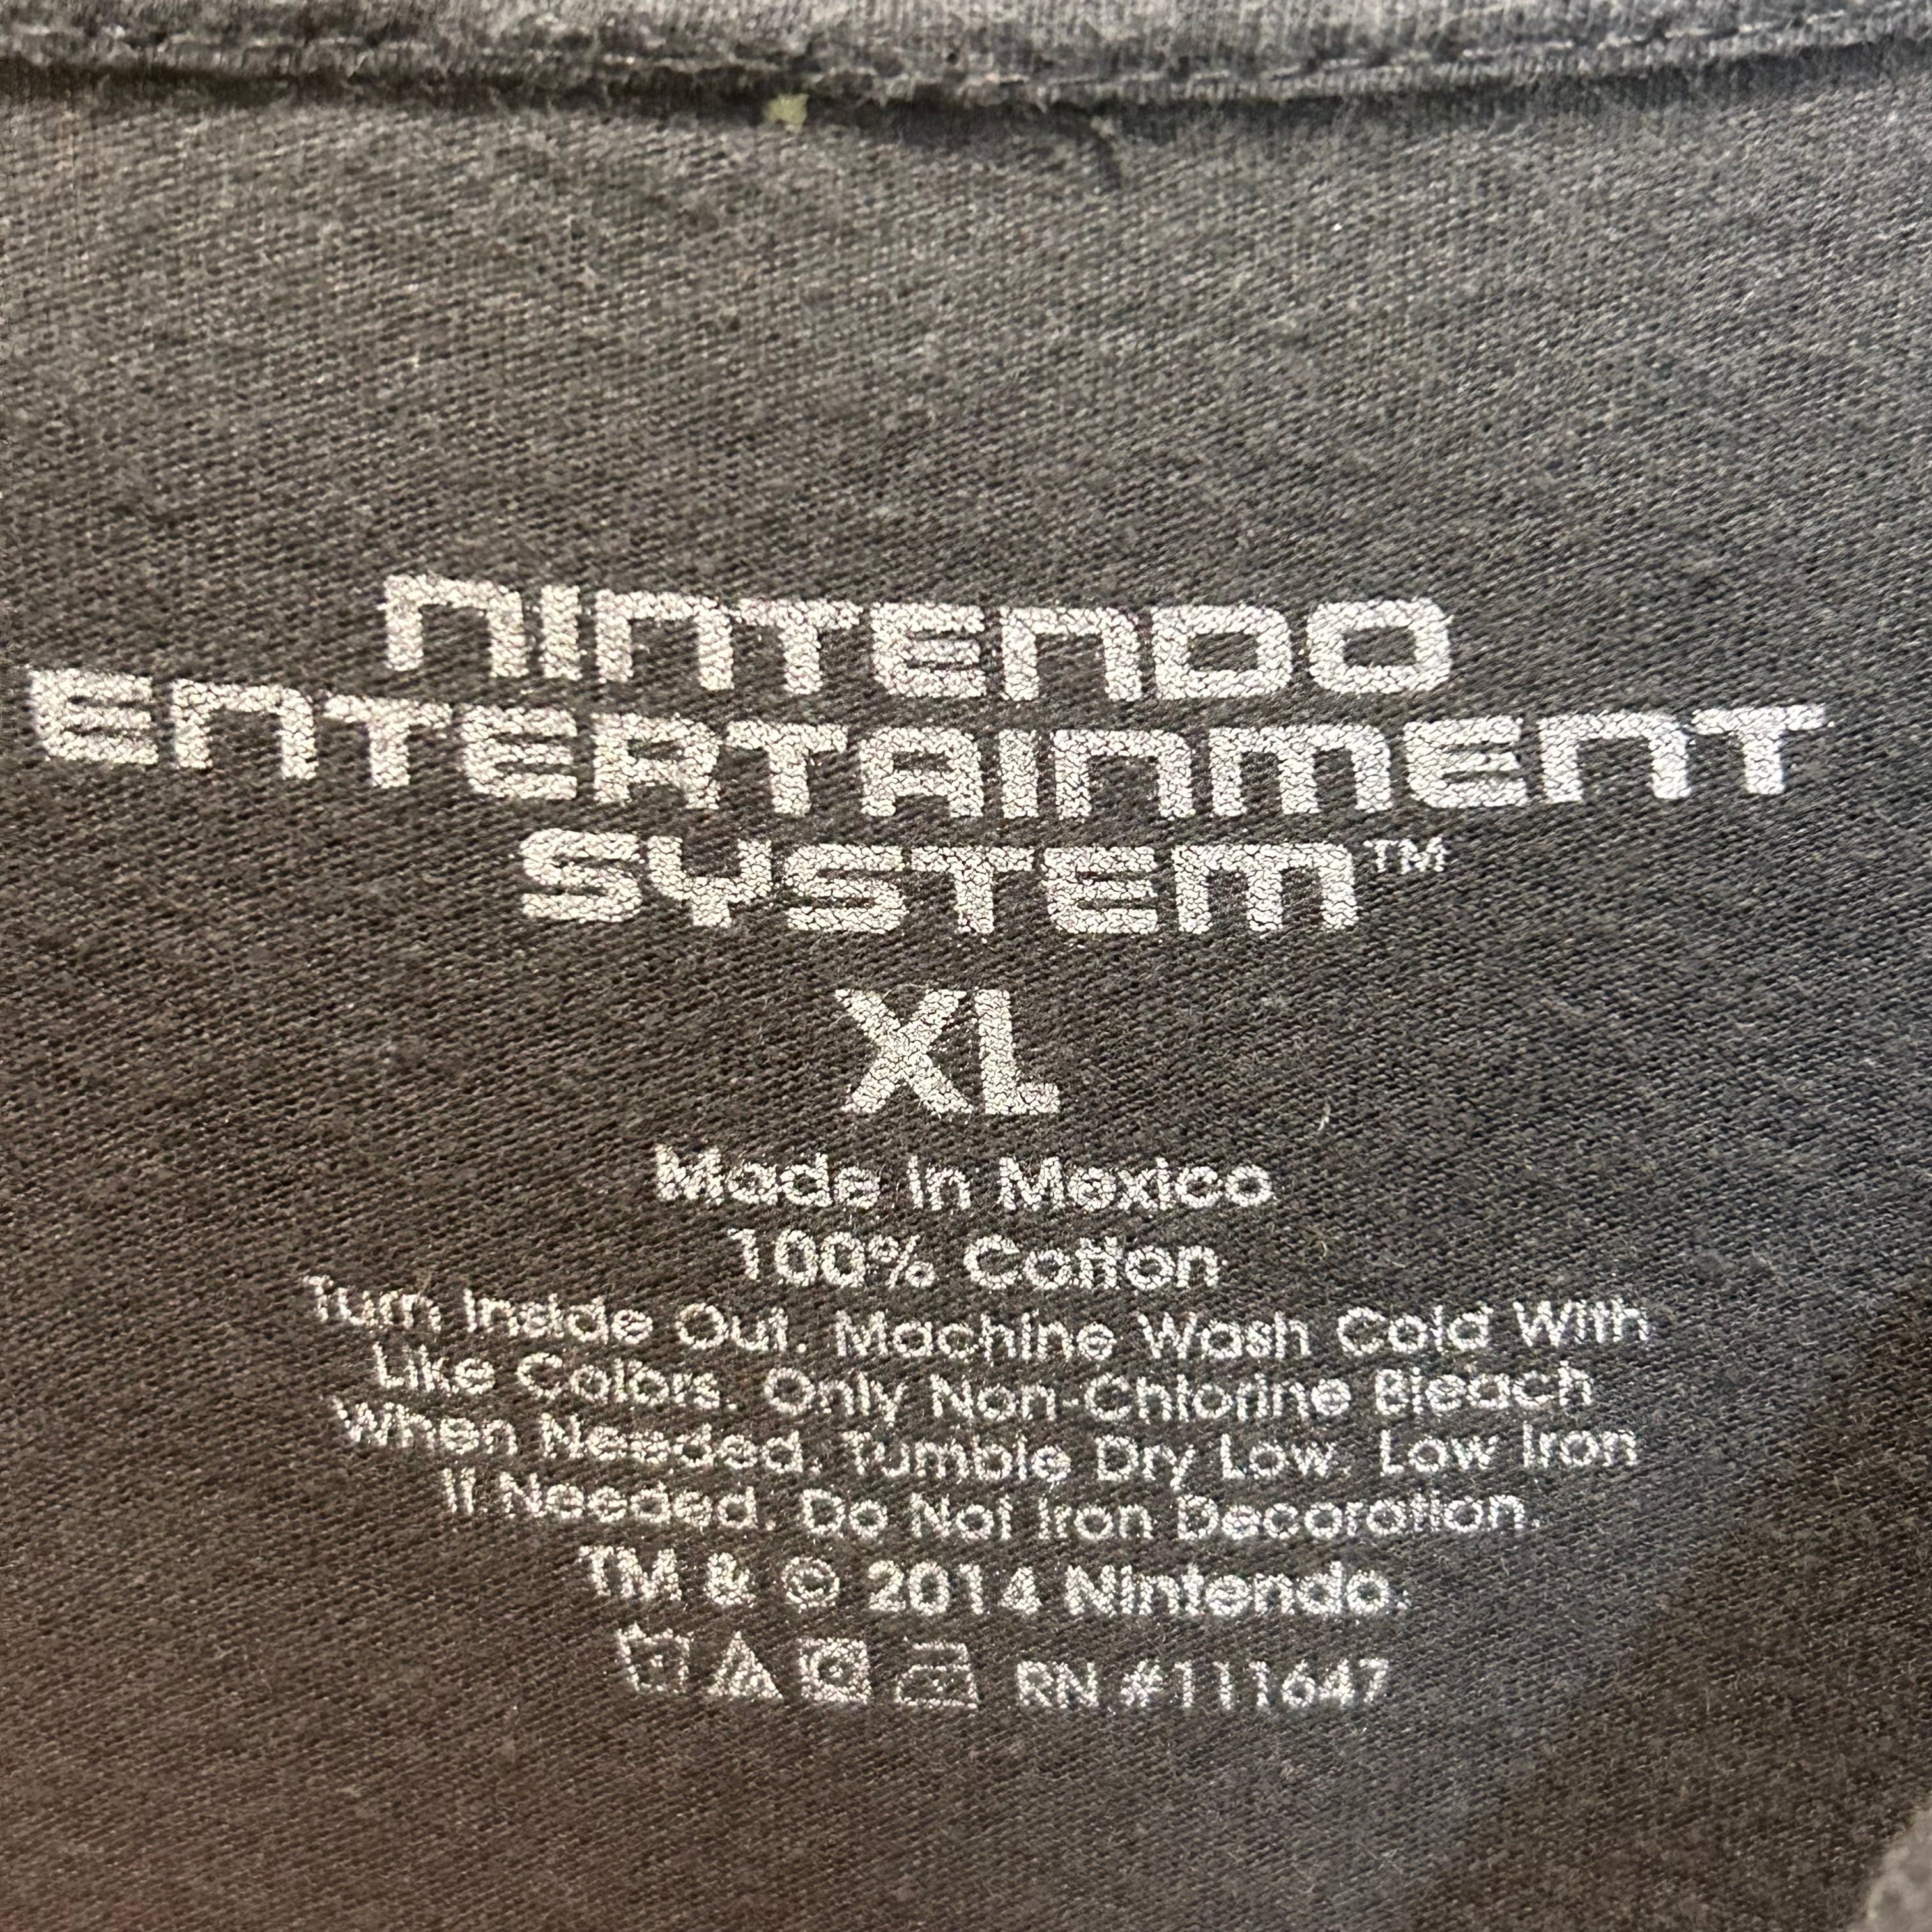 NINTENDO
ENTERTAINMENT
SYSTEM™
XL
Made In Mexico
100% Cotton
Turn Inside Out. Machine Wash Cold With
Like Colors. Only Non-Chlorine Bleach
When Needed. Tumble Dry Low. Low Iron
If Needed. Do Not Iron Decoration.
TM & © 2014 Nintendo.
RN #111647